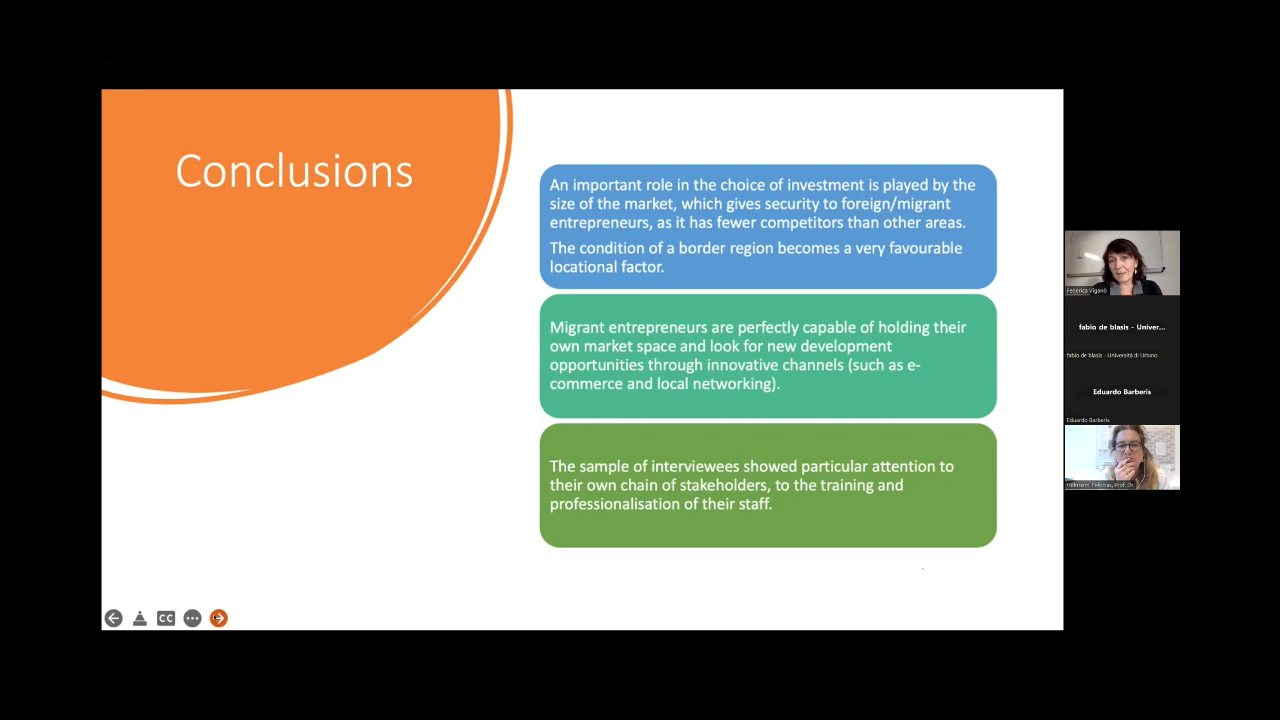 Conclusions
An important role in the choice of investment is played by the
size of the market, which gives security to foreign/migrant
entrepreneurs, as it has fewer competitors than other areas.
The condition of a border region becomes a very favourable
locational factor.
Migrant entrepreneurs are perfectly capable of holding their
own market space and look for new development
opportunities through innovative channels (such as e-
commerce and local networking).
The sample of interviewees showed particular attention to
their own chain of stakeholders, to the training and
professionalisation of their staff.
CC
Federica Viganò
fabio de blasis - Univer...
fabio de blasis - Università di Urbino
Eduardo Barberis
Eduardo Barberis
Hillmann, Felicitas, Prof. Dr.